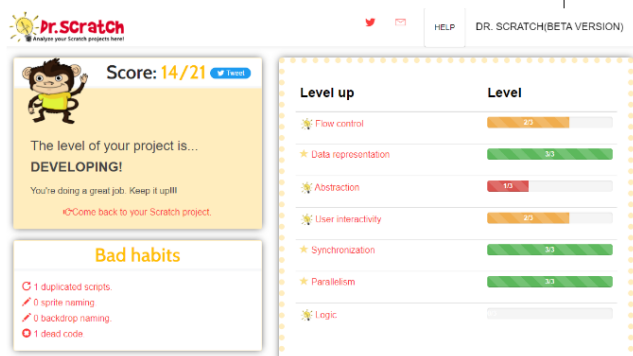 Dr.Scratch
Analyze your Scratch projects here!
HELP
DR. SCRATCH(BETA VERSION)
Score: 14/21
Tweet
The level of your project is...
DEVELOPING!
You're doing a great job. Keep it up!!!
Come back to your Scratch project.
Bad habits
1 duplicated scripts.
0 sprite naming.
0 backdrop naming.
1 dead code.
Level up Level
Flow control 2/3
Data representation 3/3
Abstraction 1/3
User interactivity 2/3
Synchronization 3/3
Parallelism 3/3
Logic